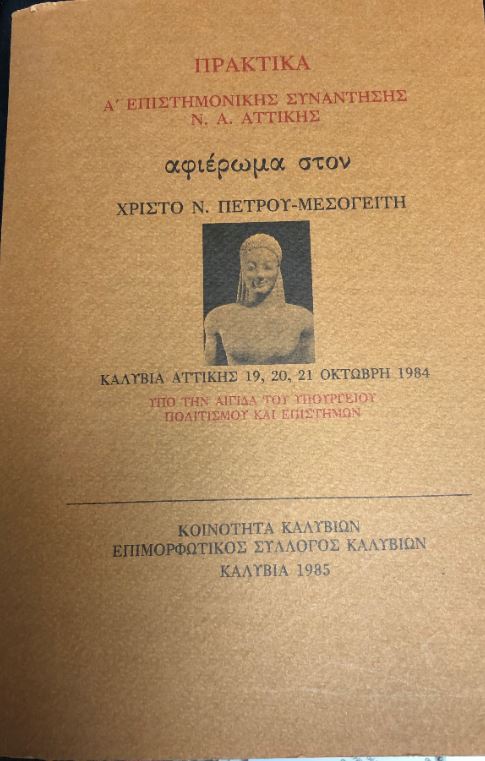 ΠΡΑΚΤΙΚΑ
Α΄ ΕΠΙΣΤΗΜΟΝΙΚΗΣ ΣΥΝΑΝΤΗΣΗΣ
Ν. Α. ΑΤΤΙΚΗΣ
αφιέρωμα στον
ΧΡΙΣΤΟ Ν. ΠΕΤΡΟΥ-ΜΕΣΟΓΕΙΤΗ
ΚΑΛΥΒΙΑ ΑΤΤΙΚΗΣ 19, 20, 21 ΟΚΤΩΒΡΗ 1984
ΥΠΟ ΤΗΝ ΑΙΓΙΔΑ ΤΟΥ ΥΠΟΥΡΓΕΙΟΥ
ΠΟΛΙΤΙΣΜΟΥ ΚΑΙ ΕΠΙΣΤΗΜΩΝ
ΚΟΙΝΟΤΗΤΑ ΚΑΛΥΒΙΩΝ
ΕΠΙΜΟΡΦΩΤΙΚΟΣ ΣΥΛΛΟΓΟΣ ΚΑΛΥΒΙΩΝ
ΚΑΛΥΒΙΑ 1985